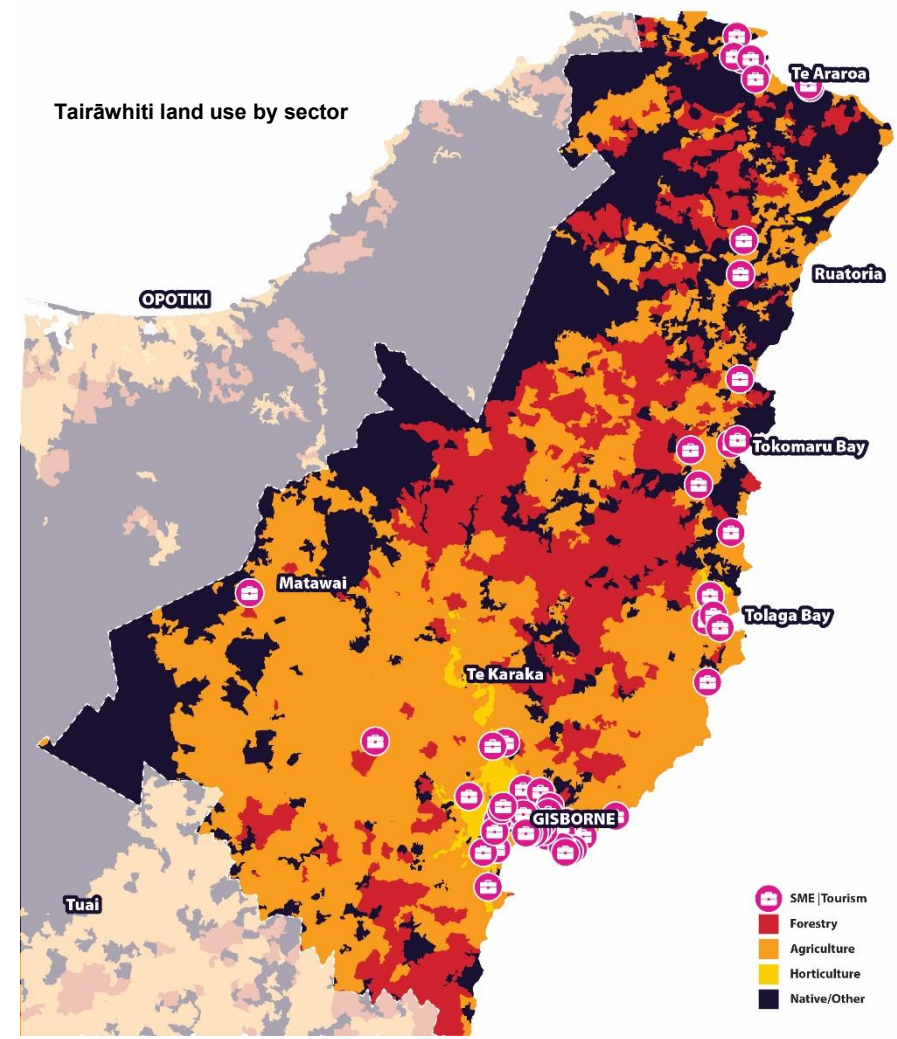 Tairāwhiti land use by sector
Te Araroa
Ruatoria
OPOTIKI
Tokomaru Bay
Matawai
Tolaga Bay
Te Karaka
GISBORNE
Tuai
SME |Tourism
Forestry
Agriculture
Horticulture
Native/Other